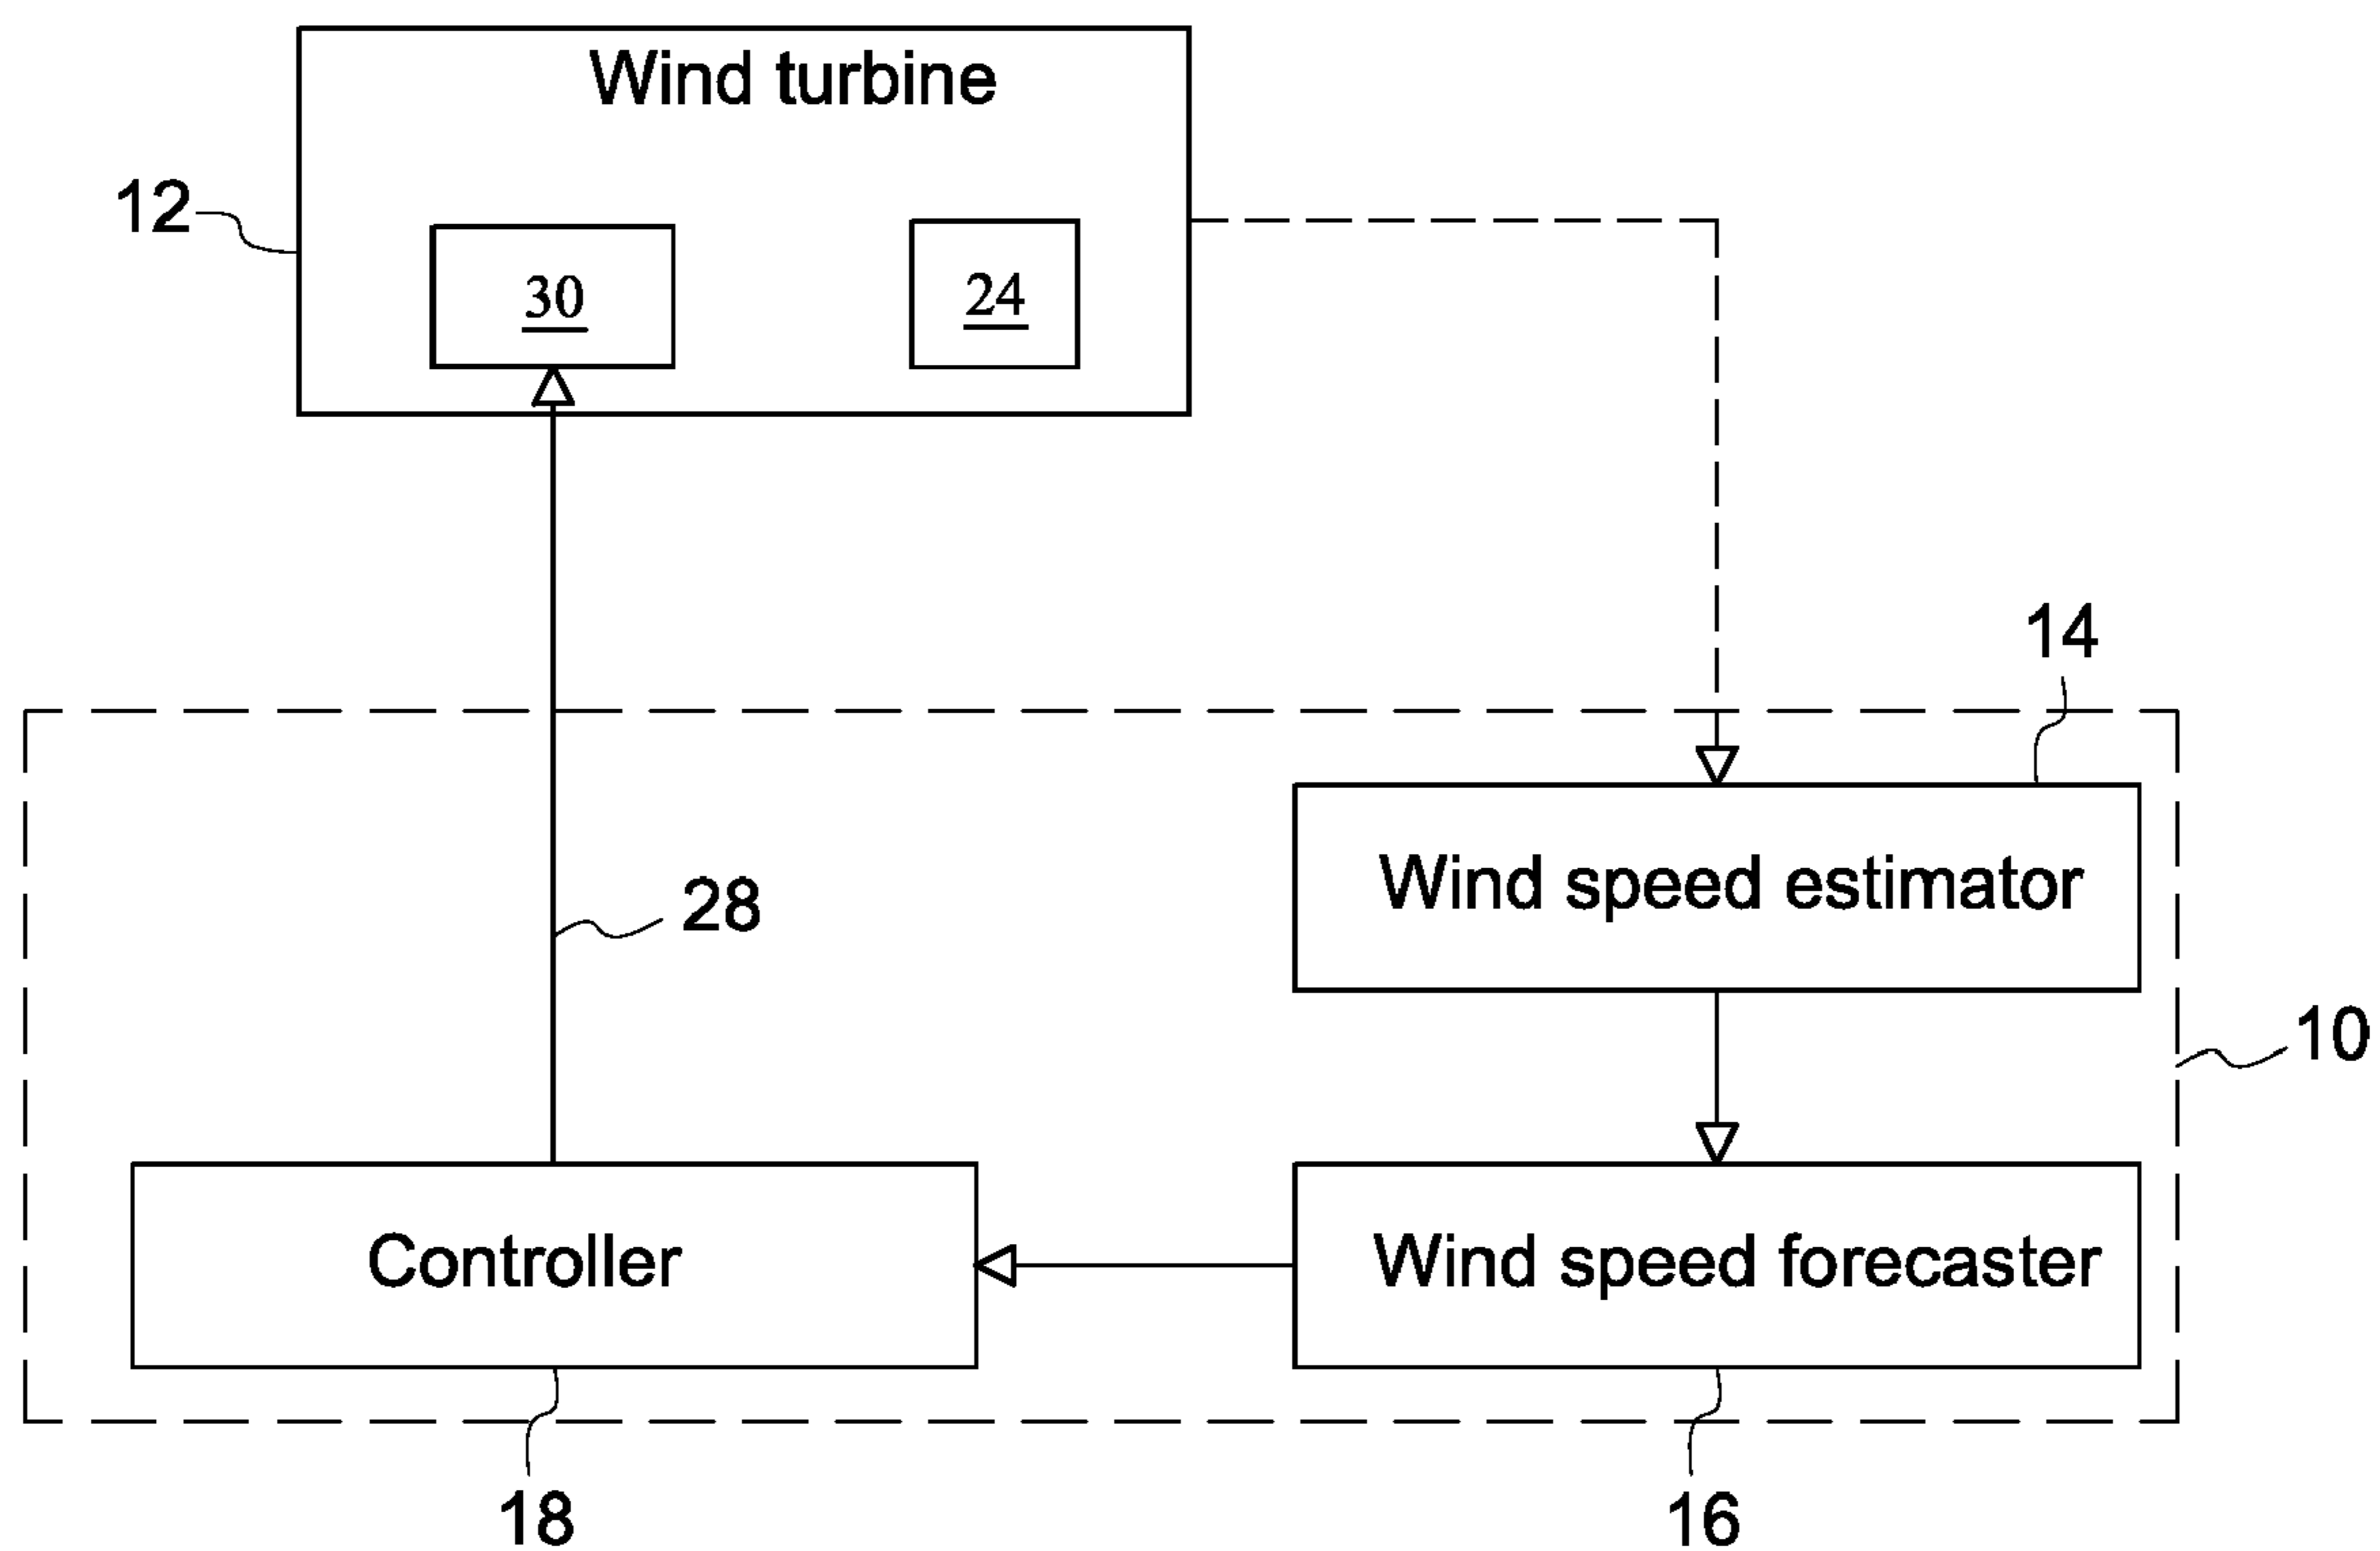 Wind turbine
12
30
24
14
Wind speed estimator
28
10
Controller
Wind speed forecaster
18
16